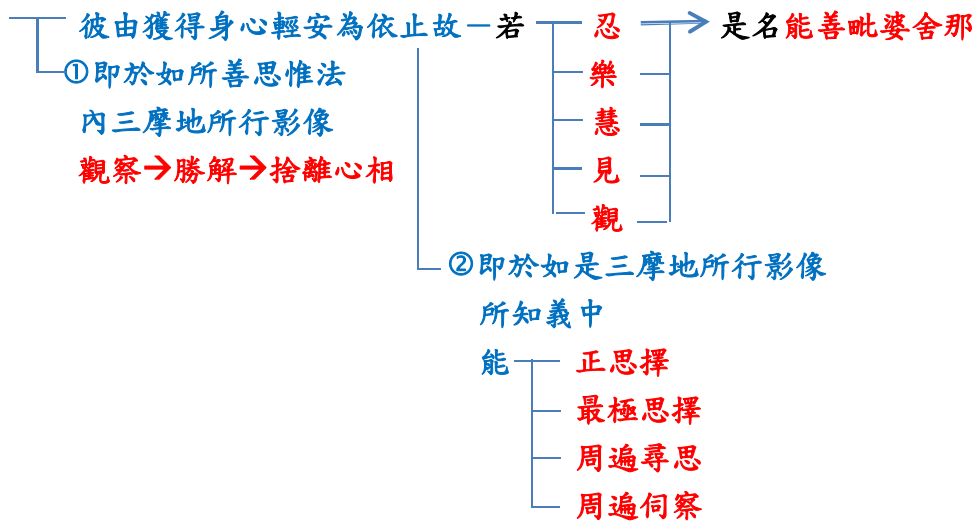 彼由獲得身心輕安為依止故－若 忍 是名能善毗婆舍那
①即於如所善思惟法 樂
內三摩地所行影像 慧
觀察→勝解→捨離心相 見
觀
②即於如是三摩地所行影像
所知義中
能 正思擇
最極思擇
周遍尋思
周遍伺察